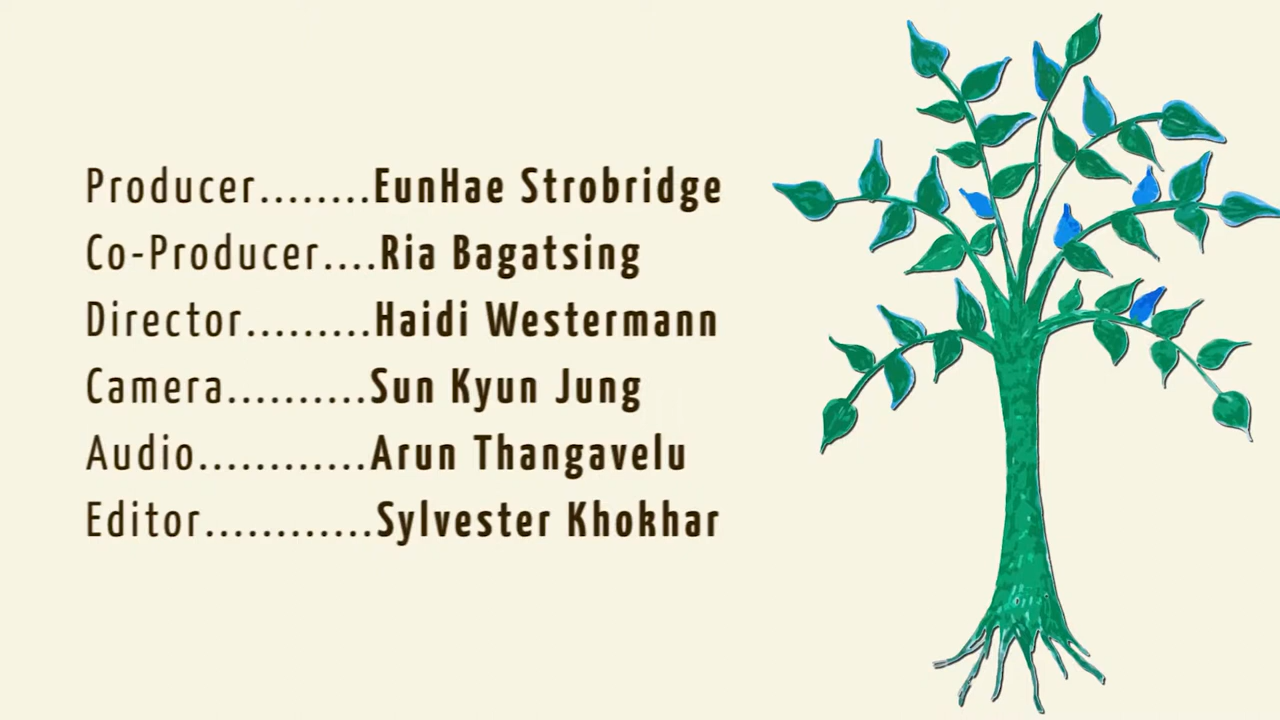 Producer........EunHae Strobridge
Co-Producer....Ria Bagatsing
Director.........Haidi Westermann
Camera..........Sun Kyun Jung
Audio............Arun Thangavelu
Editor............Sylvester Khokhar